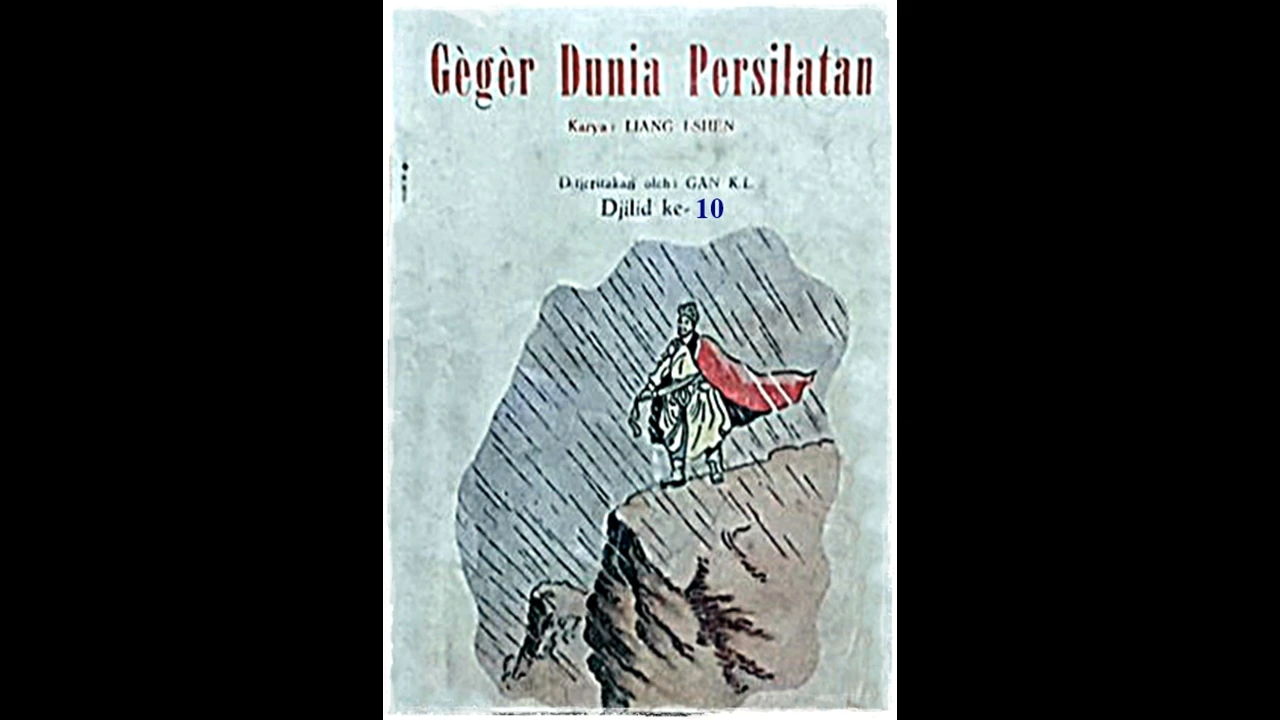 Gègèr Dunia Persilatan
Karya: LIANG I-SHEN
Ditjeritakan oleh: GAN K.L.
Djilid ke- 10